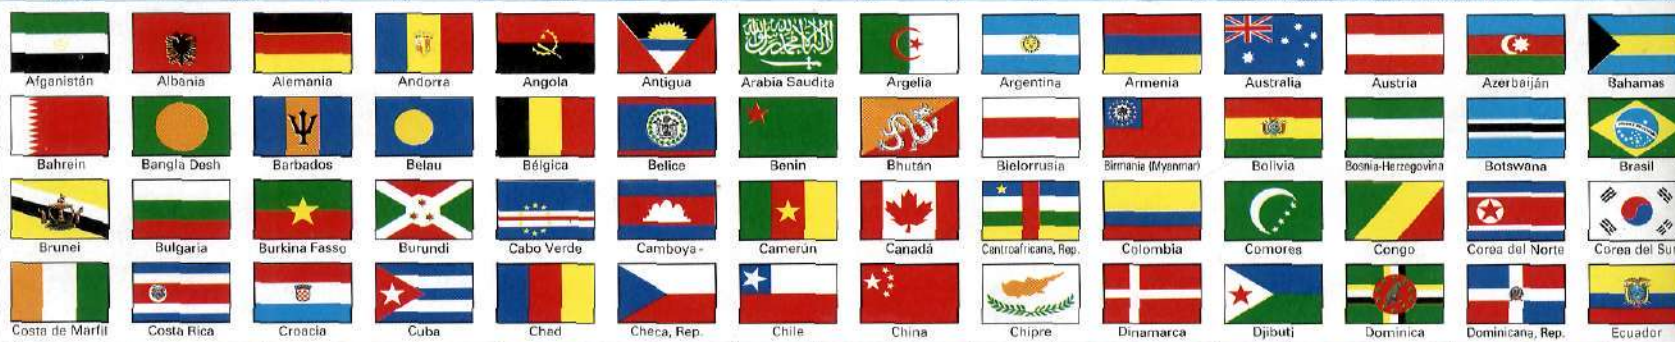 Afganistán Albania Alemania Andorra Angola Antigua Arabia Saudita Argelia Argentina Armenia Australia Austria Azerbaiján Bahamas
Bahrein Bangla Desh Barbados Belau Bélgica Belice Benin Bhután Bielorrusia Birmania (Myanmar) Bolivia Bosnia-Herzegovina Botswana Brasil
Brunei Bulgaria Burkina Fasso Burundi Cabo Verde Camboya Camerún Canadá Centroafricana, Rep. Colombia Comores Congo Corea del Norte Corea del Sur
Costa de Marfil Costa Rica Croacia Cuba Chad Checa, Rep. Chile China Chipre Dinamarca Djibuti Dominica Dominicana, Rep. Ecuador